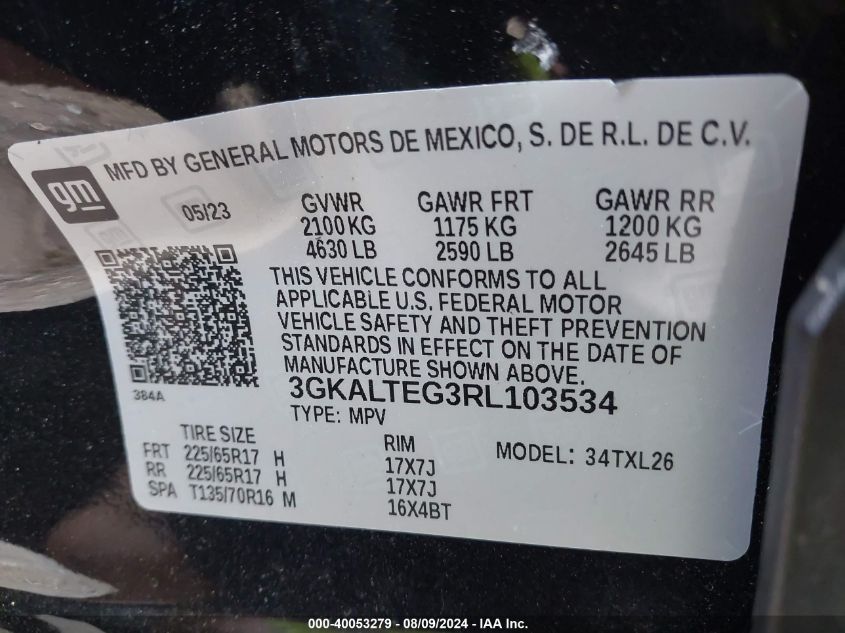 MFD BY GENERAL MOTORS DE MEXICO, S. DE R.L. DE C.V.
gm
05/23
GVWR GAWR FRT GAWR RR
2100 KG 1175 KG 1200 KG
4630 LB 2590 LB 2645 LB
THIS VEHICLE CONFORMS TO ALL
APPLICABLE U.S. FEDERAL MOTOR
VEHICLE SAFETY AND THEFT PREVENTION
STANDARDS IN EFFECT ON THE DATE OF
MANUFACTURE SHOWN ABOVE.
384A
3GKALTEG3RL103534
TYPE: MPV
TIRE SIZE RIM MODEL: 34TXL26
FRT 225/65R17 H 17X7J
RR 225/65R17 H 17X7J
SPA T135/70R16 M 16X4BT
000-40053279 - 08/09/2024 - IAA Inc.